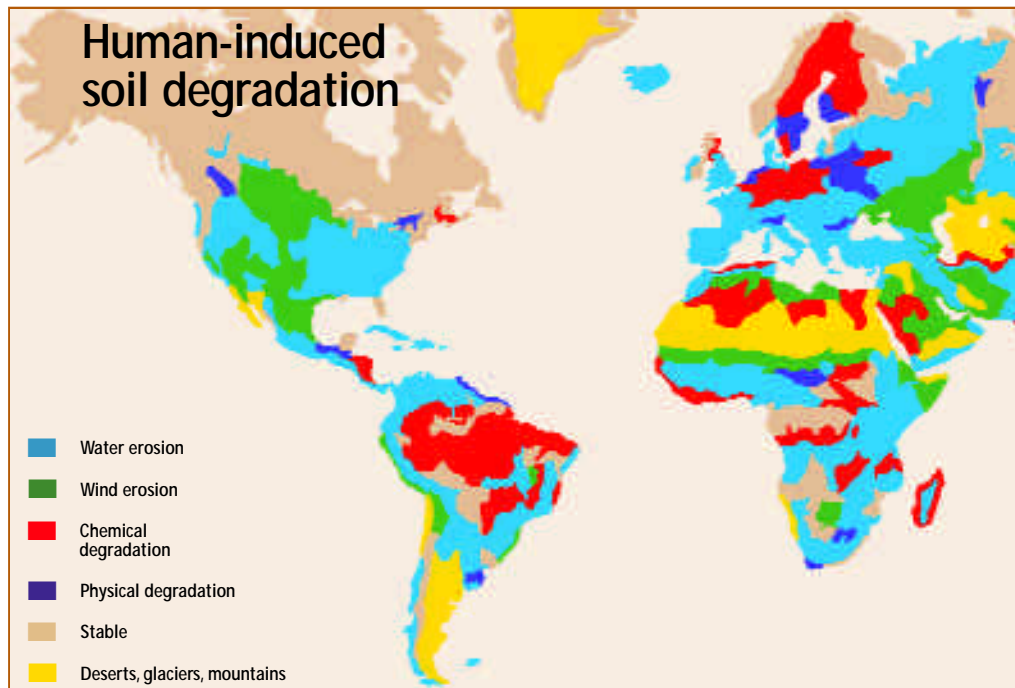 Human-induced
soil degradation
Water erosion
Wind erosion
Chemical
degradation
Physical degradation
Stable
Deserts, glaciers, mountains